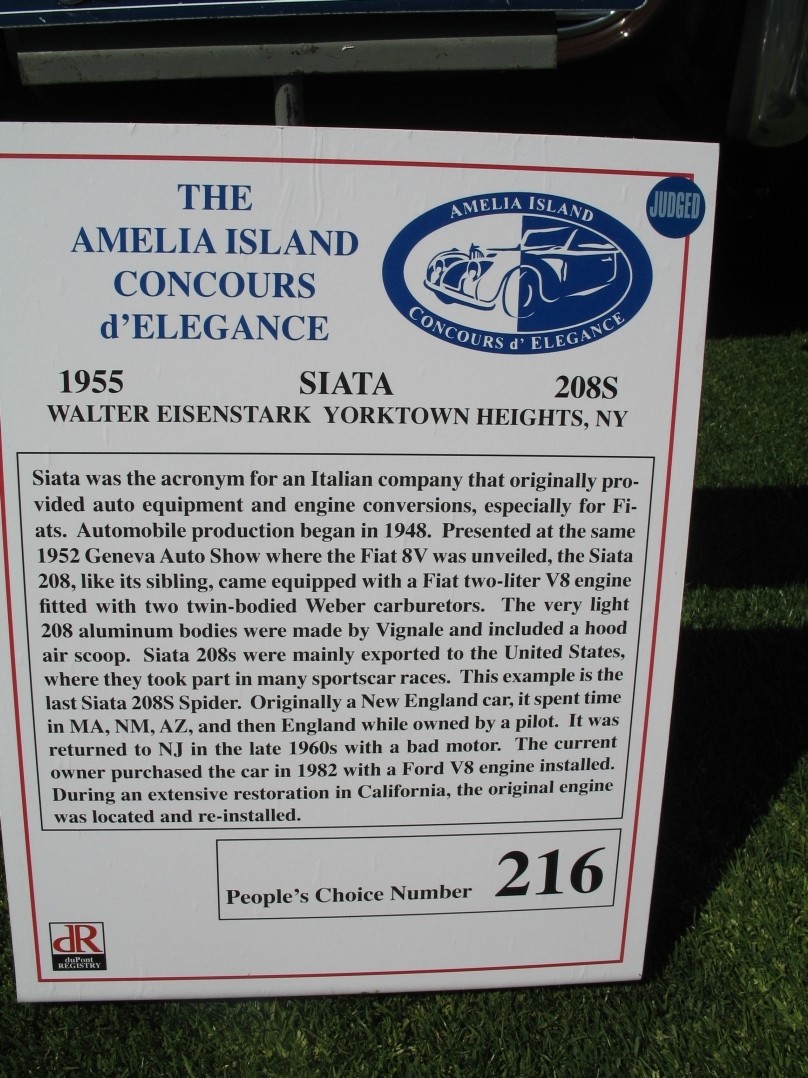 THE
AMELIA ISLAND
CONCOURS
d'ELEGANCE
AMELIA ISLAND
CONCOURS d' ELEGANCE
JUDGED
1955 SIATA 208S
WALTER EISENSTARK YORKTOWN HEIGHTS, NY
Siata was the acronym for an Italian company that originally pro-
vided auto equipment and engine conversions, especially for Fi-
ats. Automobile production began in 1948. Presented at the same
1952 Geneva Auto Show where the Fiat 8V was unveiled, the Siata
208, like its sibling, came equipped with a Fiat two-liter V8 engine
fitted with two twin-bodied Weber carburetors. The very light
208 aluminum bodies were made by Vignale and included a hood
air scoop. Siata 208s were mainly exported to the United States,
where they took part in many sportscar races. This example is the
last Siata 208S Spider. Originally a New England car, it spent time
in MA, NM, AZ, and then England while owned by a pilot. It was
returned to NJ in the late 1960s with a bad motor. The current
owner purchased the car in 1982 with a Ford V8 engine installed.
During an extensive restoration in California, the original engine
was located and re-installed.
People's Choice Number 216
dR
duPont
REGISTRY